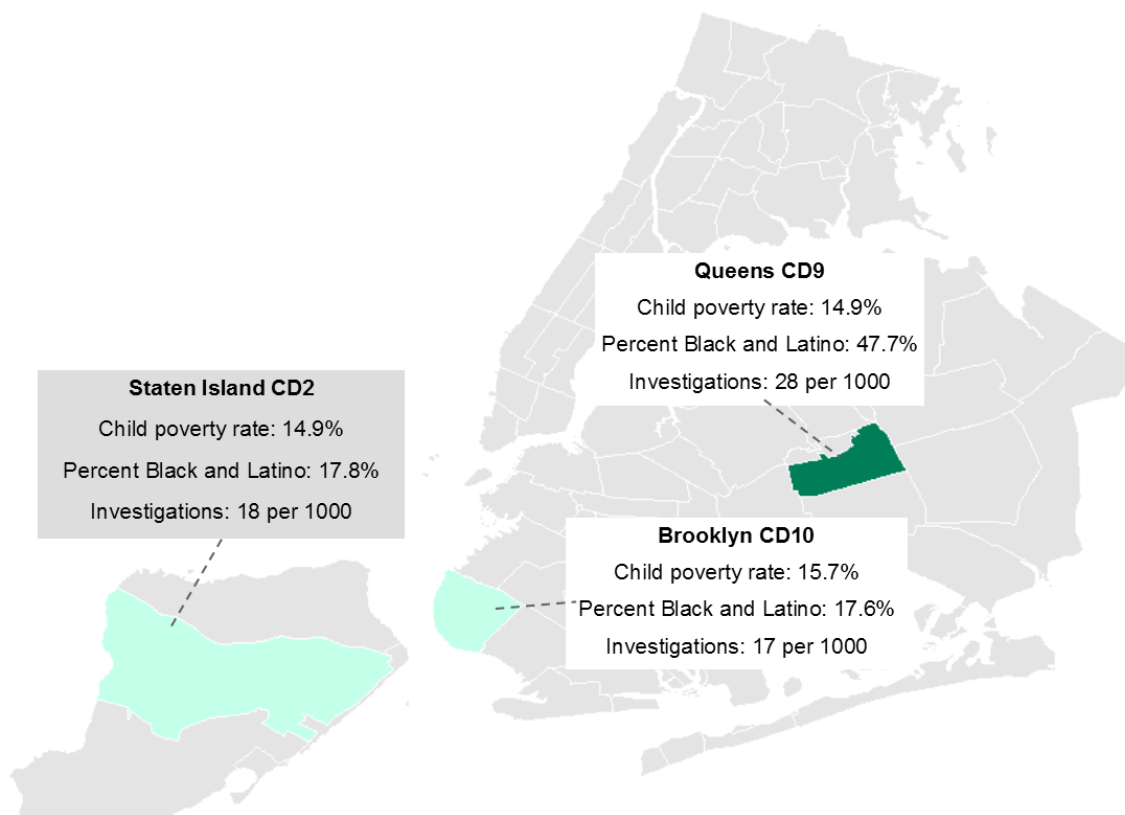 Queens CD9
Child poverty rate: 14.9%
Percent Black and Latino: 47.7%
Investigations: 28 per 1000
Staten Island CD2
Child poverty rate: 14.9%
Percent Black and Latino: 17.8%
Investigations: 18 per 1000
Brooklyn CD10
Child poverty rate: 15.7%
Percent Black and Latino: 17.6%
Investigations: 17 per 1000